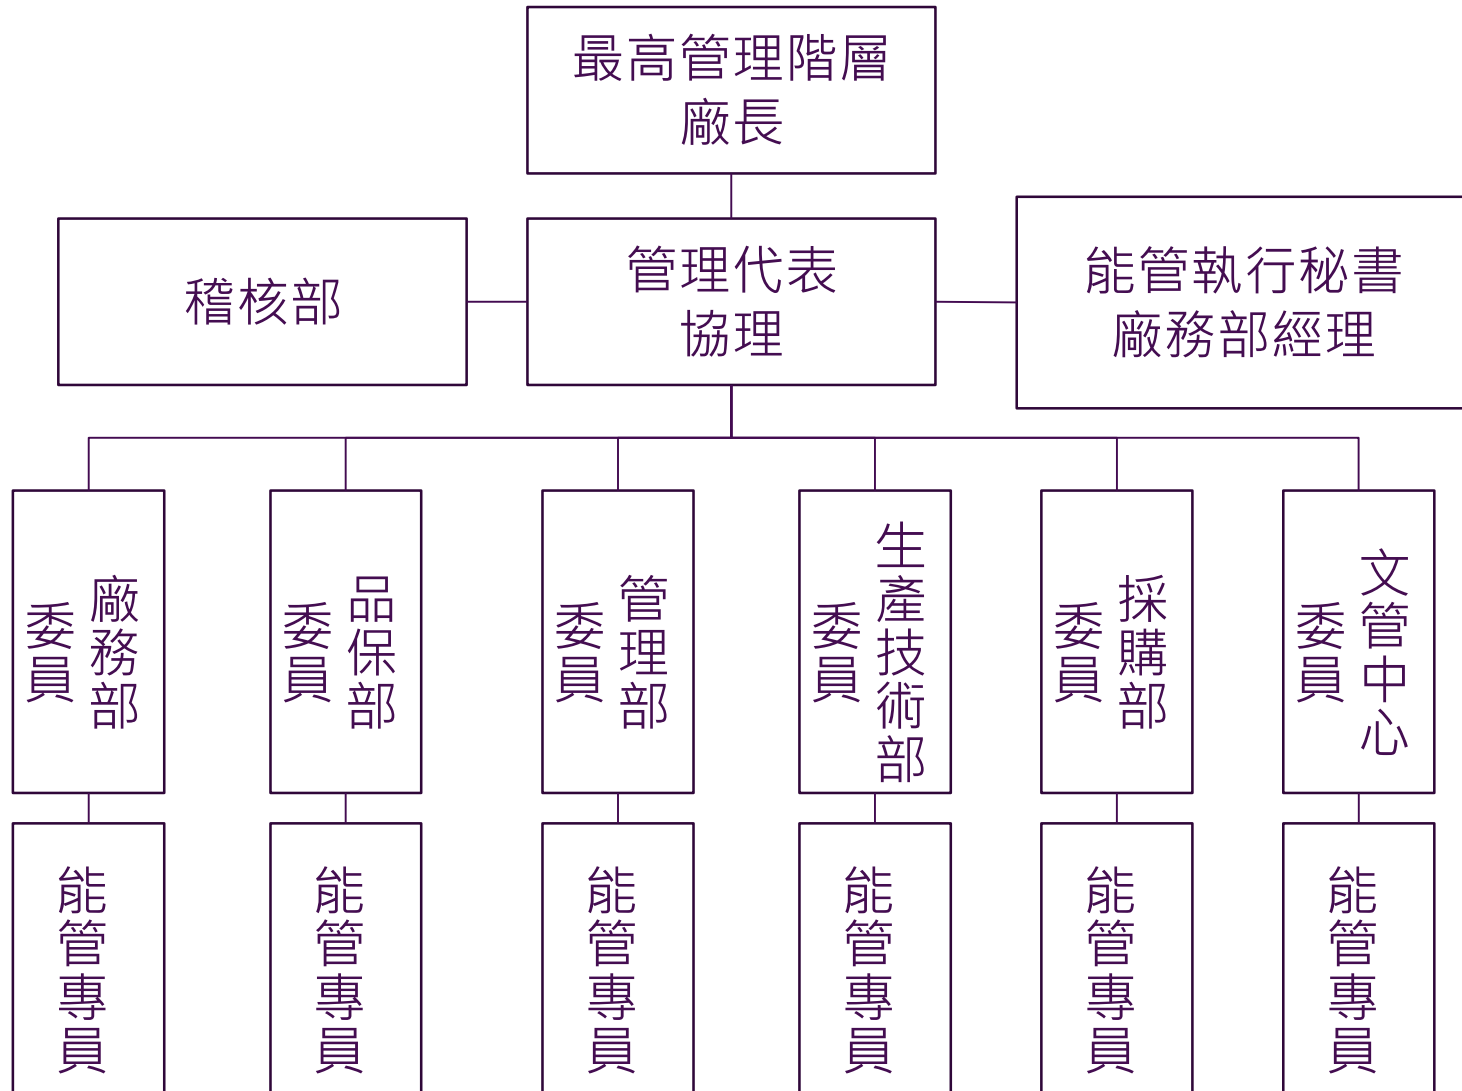 最高管理階層
廠長
稽核部
管理代表
協理
能管執行秘書
廠務部經理
廠務部
委員
品保部
委員
管理部
委員
生產技術部
委員
採購部
委員
文管中心
委員
能管專員
能管專員
能管專員
能管專員
能管專員
能管專員